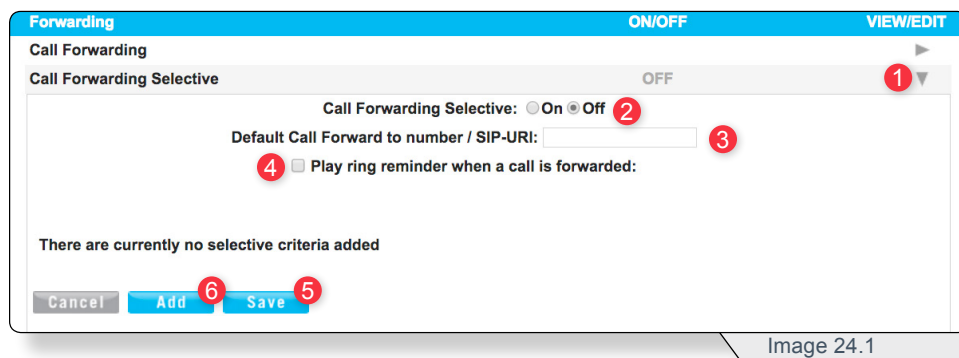 Forwarding ON/OFF VIEW/EDIT
Call Forwarding
Call Forwarding Selective OFF 1
Call Forwarding Selective: On Off 2
Default Call Forward to number / SIP-URI: 3
4 Play ring reminder when a call is forwarded:
There are currently no selective criteria added
Cancel Add 6 Save 5
Image 24.1